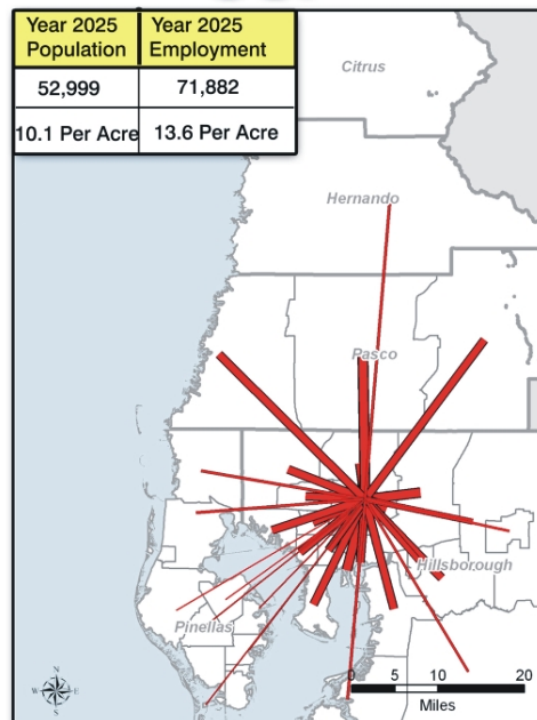 Year 2025 Year 2025
Population Employment
52,999 71,882
10.1 Per Acre 13.6 Per Acre
Citrus
Hernando
Pasco
Hillsborough
Pinellas
N
W E
S
0 5 10 20
Miles